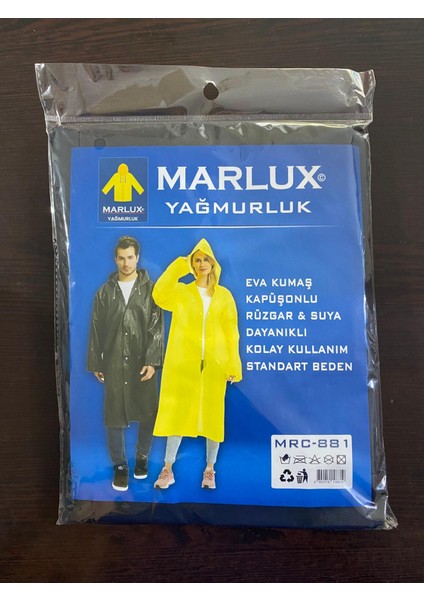 MARLUX©
YAĞMURLUK
MARLUX©
YAĞMURLUK
EVA KUMAŞ
KAPÜŞONLU
RÜZGAR & SUYA
DAYANIKLI
KOLAY KULLANIM
STANDART BEDEN
MRC-881